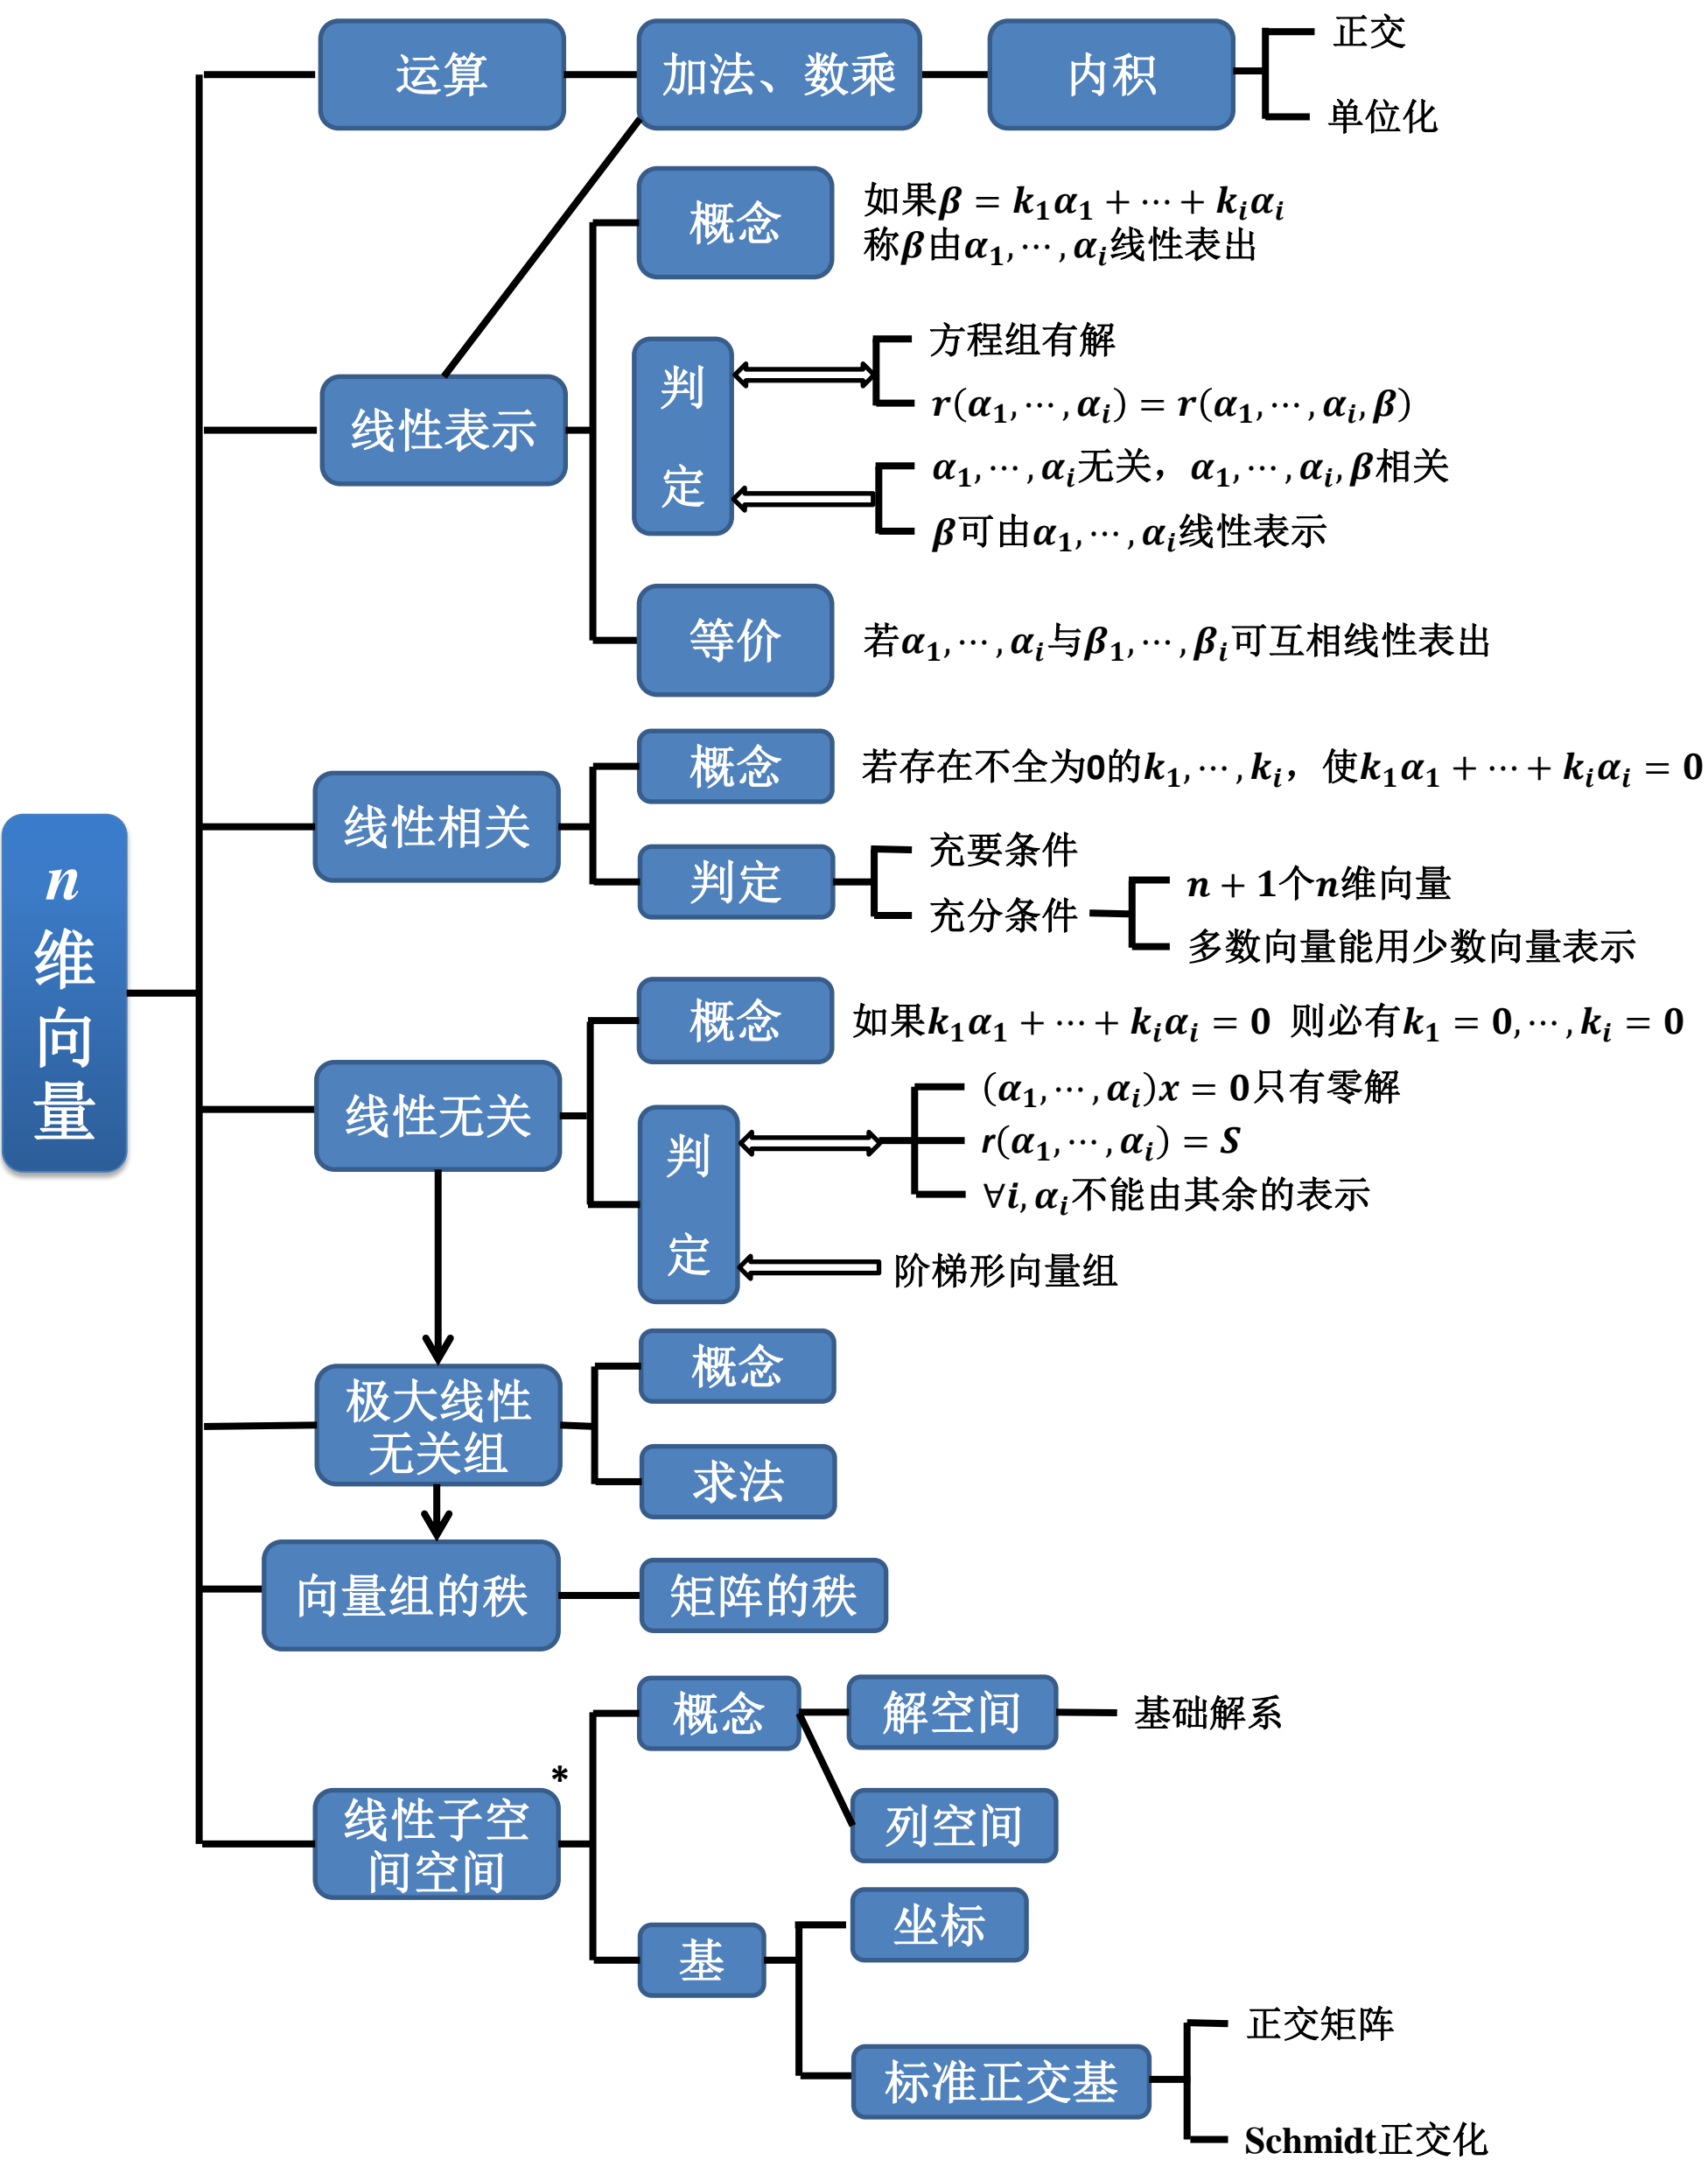 n
维
向
量
运算
加法、数乘
内积
正交
单位化
线性表示
概念
如果β = k₁α₁ + ⋯ + kᵢαᵢ
称β由α₁, ⋯, αᵢ线性表出
判
定
方程组有解
r(α₁, ⋯, αᵢ) = r(α₁, ⋯, αᵢ, β)
α₁, ⋯, αᵢ无关，α₁, ⋯, αᵢ, β相关
β可由α₁, ⋯, αᵢ线性表示
等价
若α₁, ⋯, αᵢ与β₁, ⋯, βᵢ可互相线性表出
线性相关
概念
若存在不全为0的k₁, ⋯, kᵢ，使k₁α₁ + ⋯ + kᵢαᵢ = 0
判定
充要条件
充分条件
n + 1个n维向量
多数向量能用少数向量表示
线性无关
概念
如果k₁α₁ + ⋯ + kᵢαᵢ = 0 则必有k₁ = 0, ⋯, kᵢ = 0
判
定
(α₁, ⋯, αᵢ)x = 0只有零解
r(α₁, ⋯, αᵢ) = S
∀i, αᵢ不能由其余的表示
阶梯形向量组
极大线性
无关组
概念
求法
向量组的秩
矩阵的秩
线性子空
间空间
*
概念
解空间
基础解系
列空间
基
坐标
标准正交基
正交矩阵
Schmidt正交化